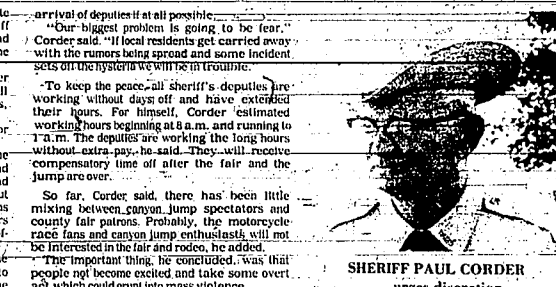 arrival of deputies if at all possible.
"Our biggest problem is going to be fear,"
Corder said. "If local residents get carried away
with the rumors being spread and some incident
sets off the hysteria we will be in trouble."
To keep the peace, all sheriff's deputies are
working without days off and have extended
their hours. For himself, Corder estimated
working hours beginning at 8 a.m. and running to
1 a.m. The deputies are working the long hours
without extra pay, he said. They will receive
compensatory time off after the fair and the
jump are over.
So far, Corder said, there has been little
mixing between canyon jump spectators and
county fair patrons. Probably, the motorcycle
race fans and canyon jump enthusiasts will not
be interested in the fair and rodeo, he added.
The important thing, he concluded, was that
people not become excited and take some overt
act which could erupt into mass violence.
SHERIFF PAUL CORDER
urges discretion